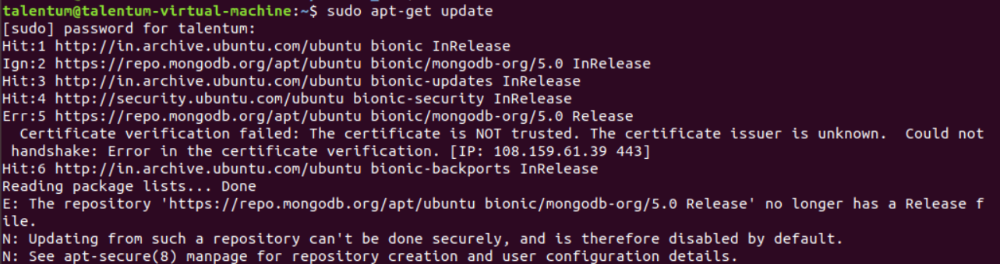 talentum@talentum-virtual-machine:~$ sudo apt-get update
[sudo] password for talentum:
Hit:1 http://in.archive.ubuntu.com/ubuntu bionic InRelease
Ign:2 https://repo.mongodb.org/apt/ubuntu bionic/mongodb-org/5.0 InRelease
Hit:3 http://in.archive.ubuntu.com/ubuntu bionic-updates InRelease
Hit:4 http://security.ubuntu.com/ubuntu bionic-security InRelease
Err:5 https://repo.mongodb.org/apt/ubuntu bionic/mongodb-org/5.0 Release
  Certificate verification failed: The certificate is NOT trusted. The certificate issuer is unknown.  Could not
 handshake: Error in the certificate verification. [IP: 108.159.61.39 443]
Hit:6 http://in.archive.ubuntu.com/ubuntu bionic-backports InRelease
Reading package lists... Done
E: The repository 'https://repo.mongodb.org/apt/ubuntu bionic/mongodb-org/5.0 Release' no longer has a Release f
ile.
N: Updating from such a repository can't be done securely, and is therefore disabled by default.
N: See apt-secure(8) manpage for repository creation and user configuration details.